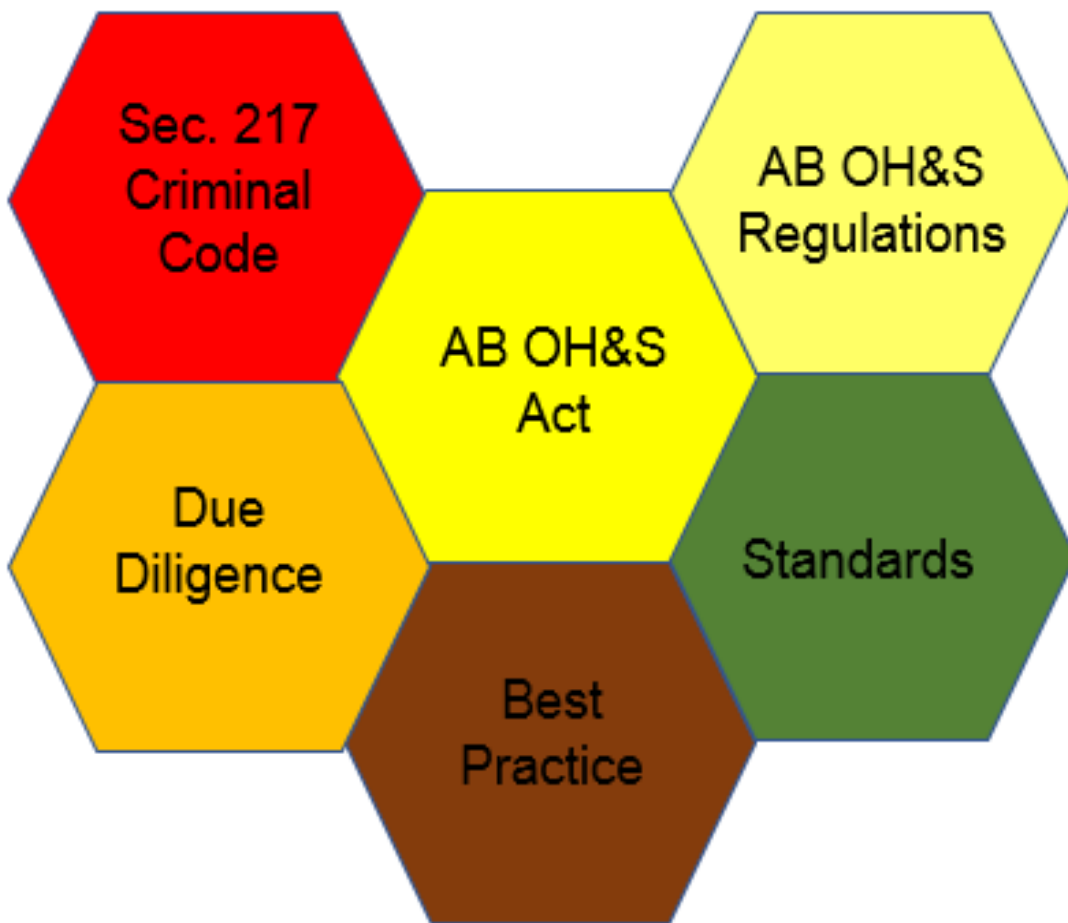 Sec. 217
Criminal
Code
AB OH&S
Regulations
AB OH&S
Act
Due
Diligence
Standards
Best
Practice